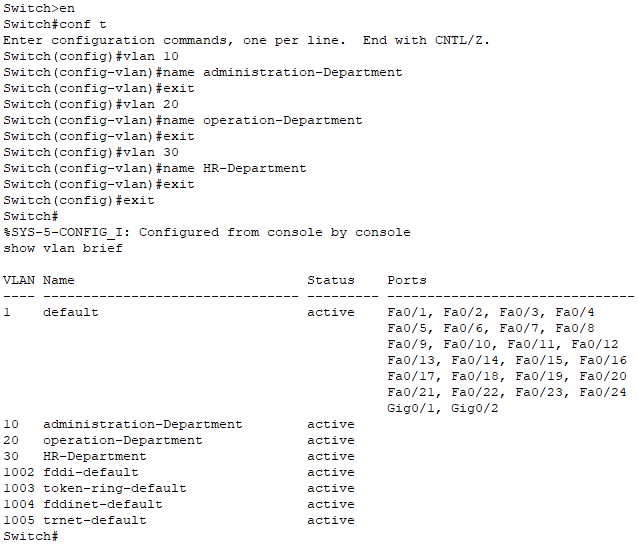 Switch>en
Switch#conf t
Enter configuration commands, one per line.  End with CNTL/Z.
Switch(config)#vlan 10
Switch(config-vlan)#name administration-Department
Switch(config-vlan)#exit
Switch(config)#vlan 20
Switch(config-vlan)#name operation-Department
Switch(config-vlan)#exit
Switch(config)#vlan 30
Switch(config-vlan)#name HR-Department
Switch(config-vlan)#exit
Switch(config)#exit
Switch#
%SYS-5-CONFIG_I: Configured from console by console
show vlan brief

VLAN Name                             Status    Ports
---- -------------------------------- --------- -------------------------------
1    default                          active    Fa0/1, Fa0/2, Fa0/3, Fa0/4
                                                Fa0/5, Fa0/6, Fa0/7, Fa0/8
                                                Fa0/9, Fa0/10, Fa0/11, Fa0/12
                                                Fa0/13, Fa0/14, Fa0/15, Fa0/16
                                                Fa0/17, Fa0/18, Fa0/19, Fa0/20
                                                Fa0/21, Fa0/22, Fa0/23, Fa0/24
                                                Gig0/1, Gig0/2
10   administration-Department        active
20   operation-Department             active
30   HR-Department                    active
1002 fddi-default                     active
1003 token-ring-default               active
1004 fddinet-default                  active
1005 trnet-default                    active
Switch#